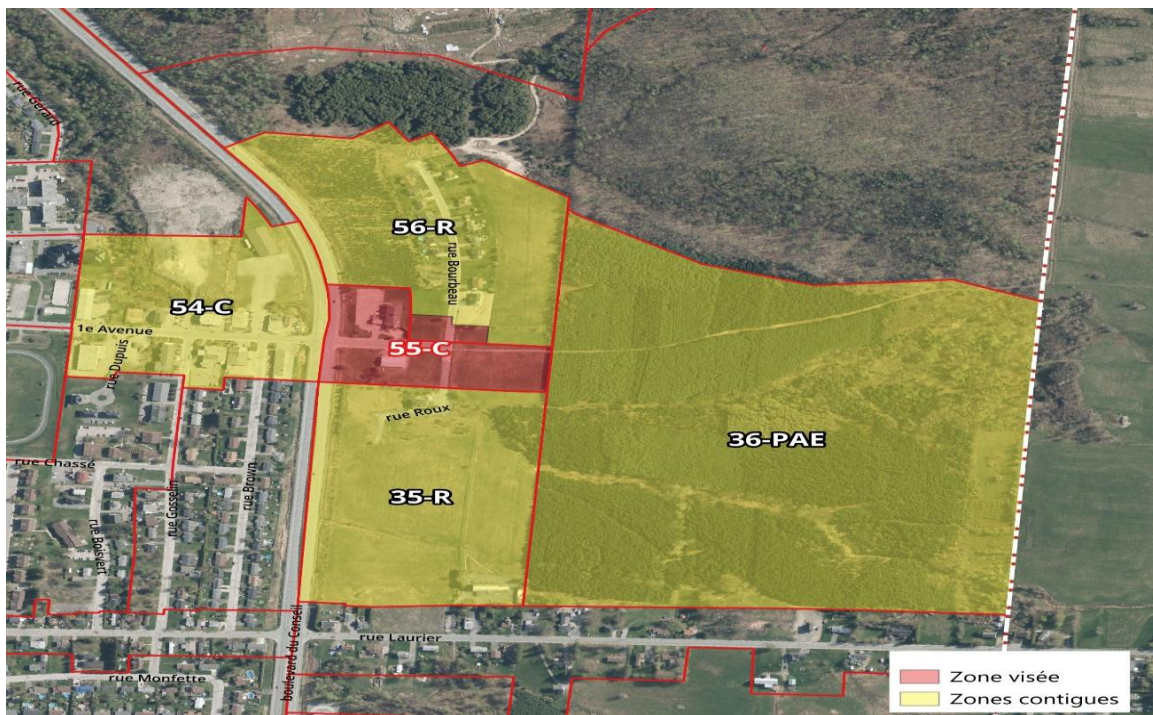 rue Gérard
56-R
rue Bourbeau
54-C
1e Avenue
rue Dupuis
55-C
rue Roux
36-PAE
rue Chassé
rue Gosselin
rue Brown
35-R
rue Boisvert
boulevard du Conseil
rue Laurier
rue Monfette
Zone visée
Zones contigues